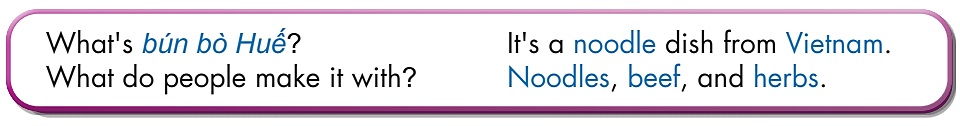 What's bún bò Huế? It's a noodle dish from Vietnam.
What do people make it with? Noodles, beef, and herbs.